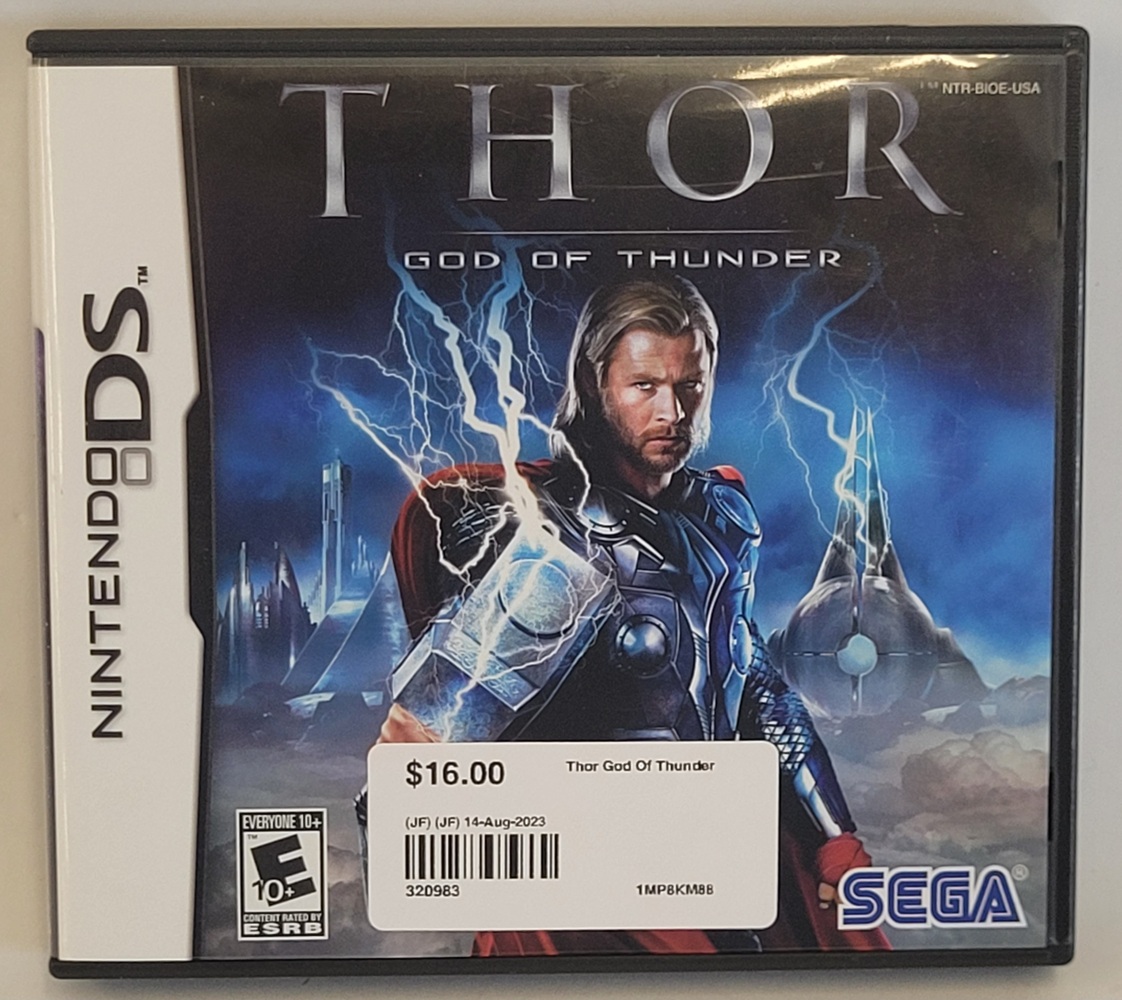 THOR
™ NTR-BIOE-USA
GOD OF THUNDER
NINTENDO DS™
$16.00 Thor God Of Thunder
(JF) (JF) 14-Aug-2023
320983 1MP8KM88
EVERYONE 10+
™
E
10+
CONTENT RATED BY
ESRB
SEGA®